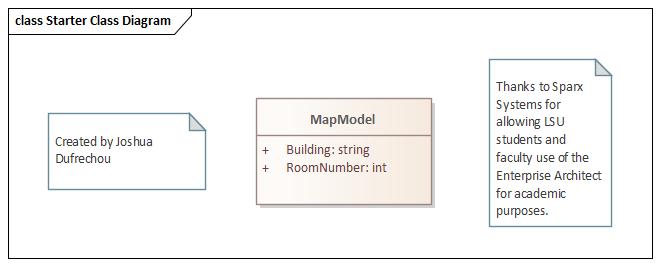 class Starter Class Diagram
Created by Joshua
Dufrechou
MapModel
+ Building: string
+ RoomNumber: int
Thanks to Sparx
Systems for
allowing LSU
students and
faculty use of the
Enterprise Architect
for academic
purposes.